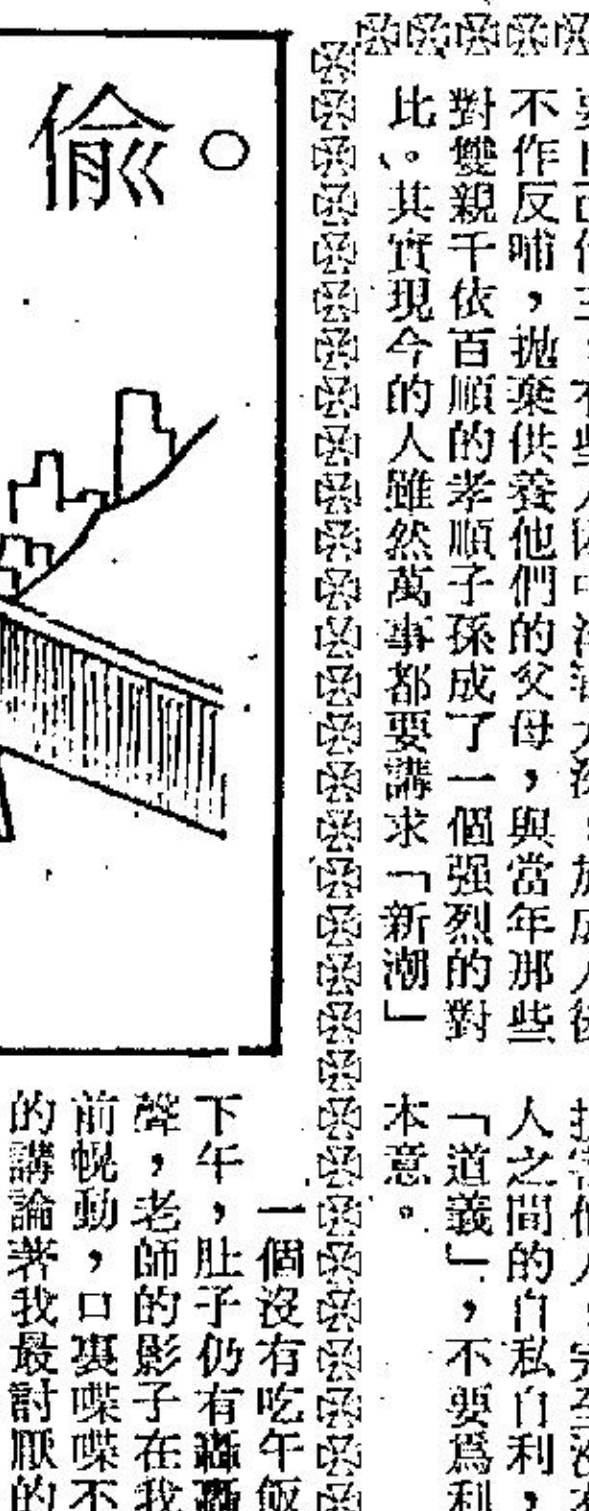 不作反哺，拋棄供養他們的父母，與當年那些
對雙親千依百順的孝順子孫成了一個强烈的對
比。其實現今的人雖然萬事都要講求「新潮」
人之間的自私自利，
「道義」，不要爲利
本意。
偷。
一個沒有吃午飯
下午，肚子仍有轟轟
聲，老師的影子在我
前幌動，口裏喋喋不
的講論著我最討厭的